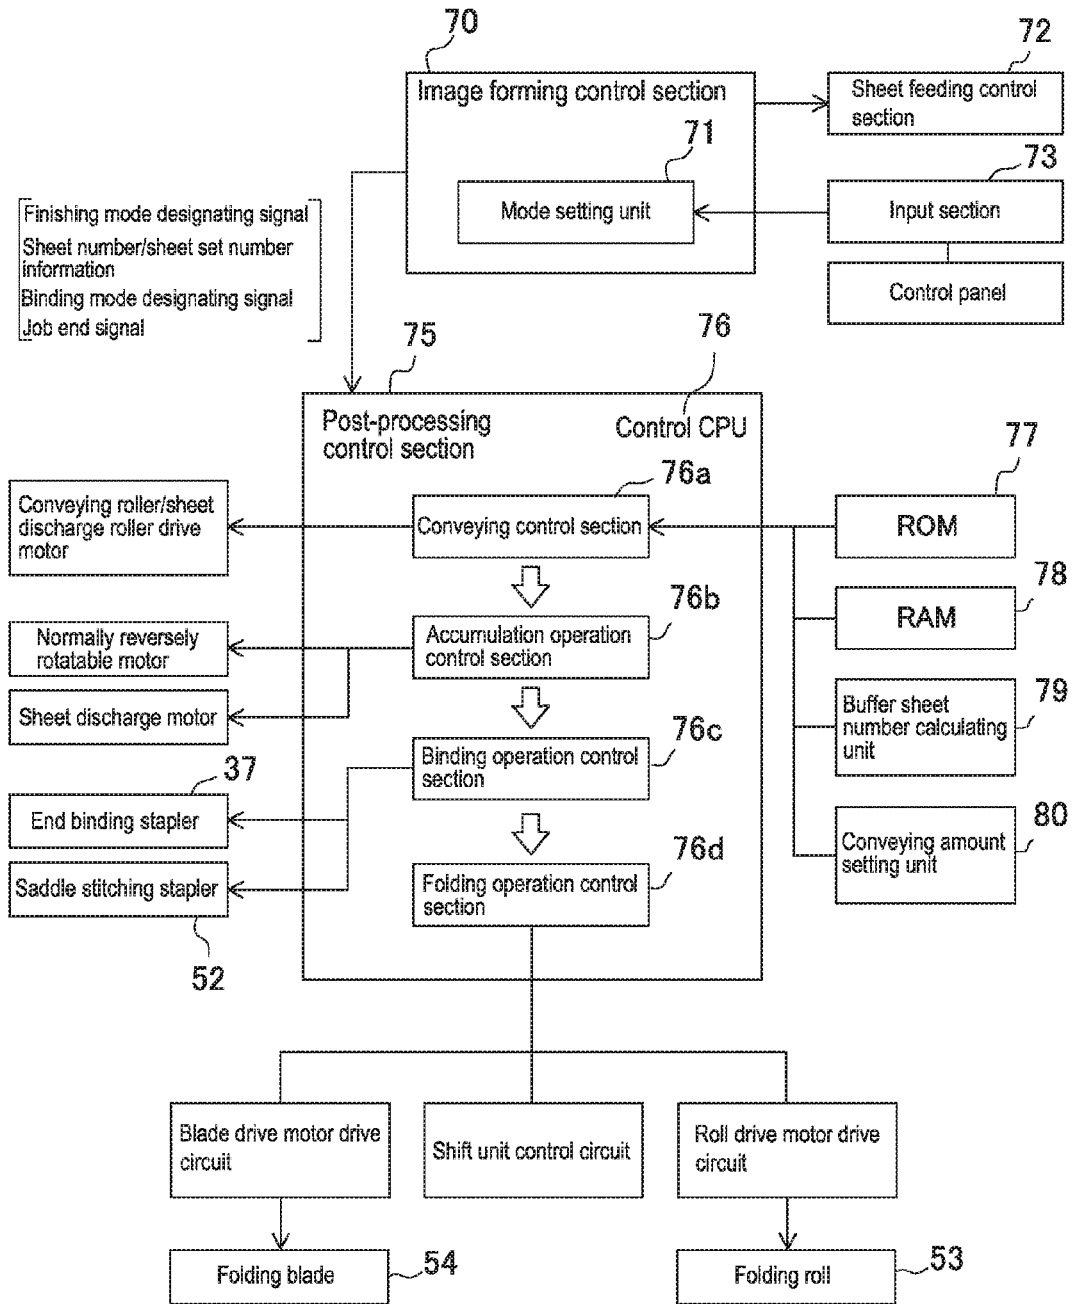 70
Image forming control section
72
Sheet feeding control
section
71
Mode setting unit
73
Input section
Control panel
Finishing mode designating signal
Sheet number/sheet set number
information
Binding mode designating signal
Job end signal
75
76
Post-processing
control section
Control CPU
76a
Conveying control section
77
ROM
Conveying roller/sheet
discharge roller drive
motor
76b
Accumulation operation
control section
78
RAM
Normally reversely
rotatable motor
Sheet discharge motor
79
Buffer sheet
number calculating
unit
76c
Binding operation control
section
37
End binding stapler
80
Conveying amount
setting unit
76d
Folding operation control
section
Saddle stitching stapler
52
Blade drive motor drive
circuit
Shift unit control circuit
Roll drive motor drive
circuit
Folding blade
54
Folding roll
53